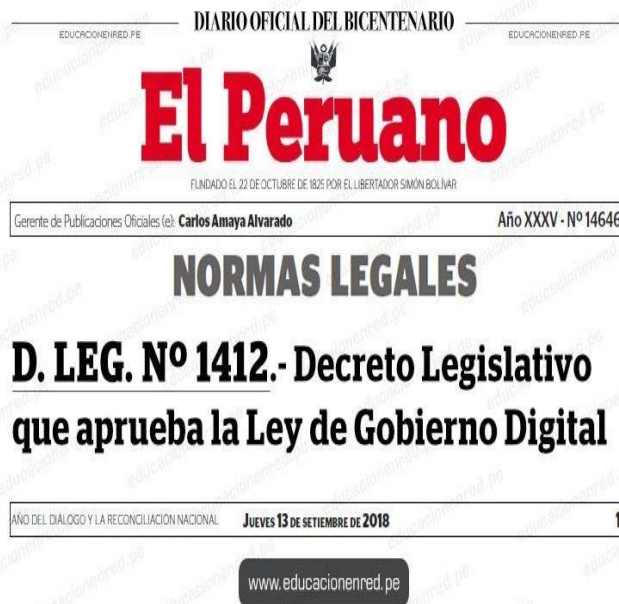 DIARIO OFICIAL DEL BICENTENARIO
EDUCACIONENRED.PE
EDUCACIONENRED.PE
El Peruano
FUNDADO EL 22 DE OCTUBRE DE 1825 POR EL LIBERTADOR SIMÓN BOLÍVAR
Gerente de Publicaciones Oficiales (e): Carlos Amaya Alvarado
Año XXXV - Nº 14646
NORMAS LEGALES
D. LEG. Nº 1412.- Decreto Legislativo
que aprueba la Ley de Gobierno Digital
AÑO DEL DIÁLOGO Y LA RECONCILIACIÓN NACIONAL
JUEVES 13 DE SETIEMBRE DE 2018
1
www.educacionenred.pe